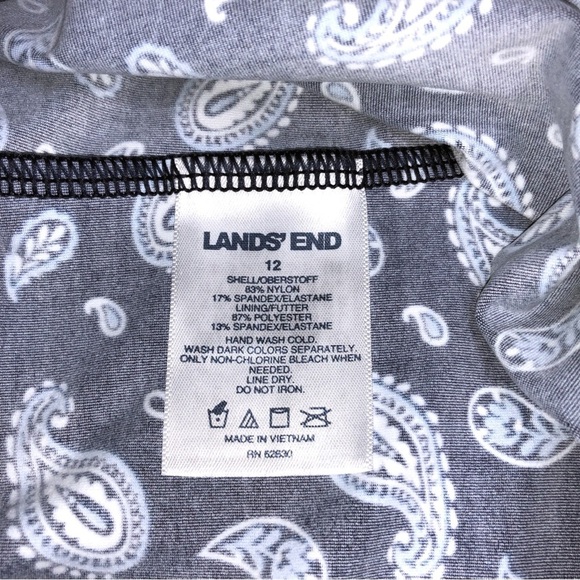 LANDS' END
12
SHELL/OBERSTOFF
83% NYLON
17% SPANDEX/ELASTANE
LINING/FUTTER
87% POLYESTER
13% SPANDEX/ELASTANE
HAND WASH COLD.
WASH DARK COLORS SEPARATELY.
ONLY NON-CHLORINE BLEACH WHEN
NEEDED.
LINE DRY.
DO NOT IRON.
MADE IN VIETNAM
RN 62830